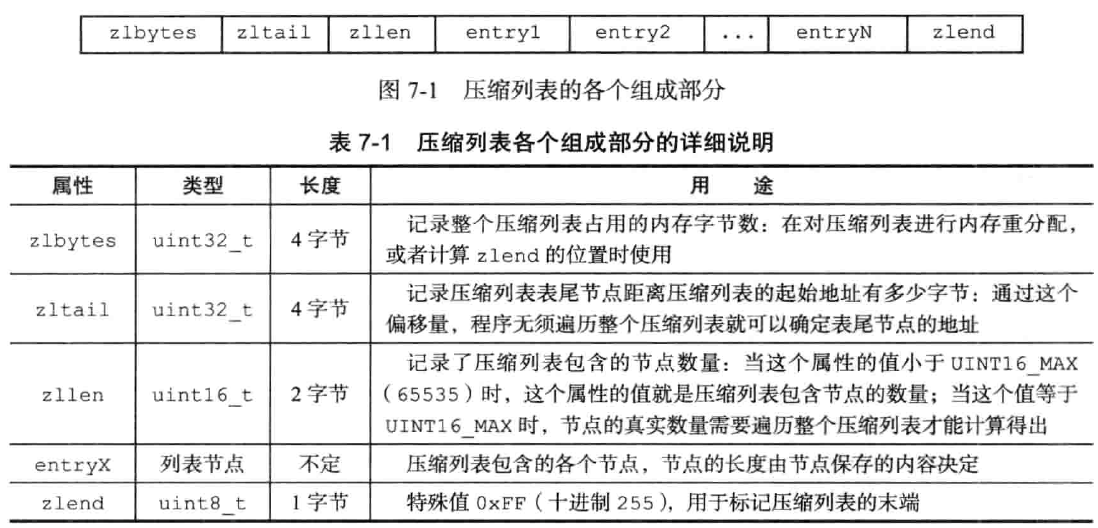 zlbytes zltail zllen entry1 entry2 ... entryN zlend
图 7-1 压缩列表的各个组成部分
表 7-1 压缩列表各个组成部分的详细说明
属性 类型 长度 用 途
zlbytes uint32_t 4 字节 记录整个压缩列表占用的内存字节数：在对压缩列表进行内存重分配，
或者计算 zlend 的位置时使用
zltail uint32_t 4 字节 记录压缩列表表尾节点距离压缩列表的起始地址有多少字节：通过这个
偏移量，程序无须遍历整个压缩列表就可以确定表尾节点的地址
zllen uint16_t 2 字节 记录了压缩列表包含的节点数量：当这个属性的值小于 UINT16_MAX
（65535）时，这个属性的值就是压缩列表包含节点的数量；当这个值等于
UINT16_MAX 时，节点的真实数量需要遍历整个压缩列表才能计算得出
entryX 列表节点 不定 压缩列表包含的各个节点，节点的长度由节点保存的内容决定
zlend uint8_t 1 字节 特殊值 0xFF（十进制 255），用于标记压缩列表的末端